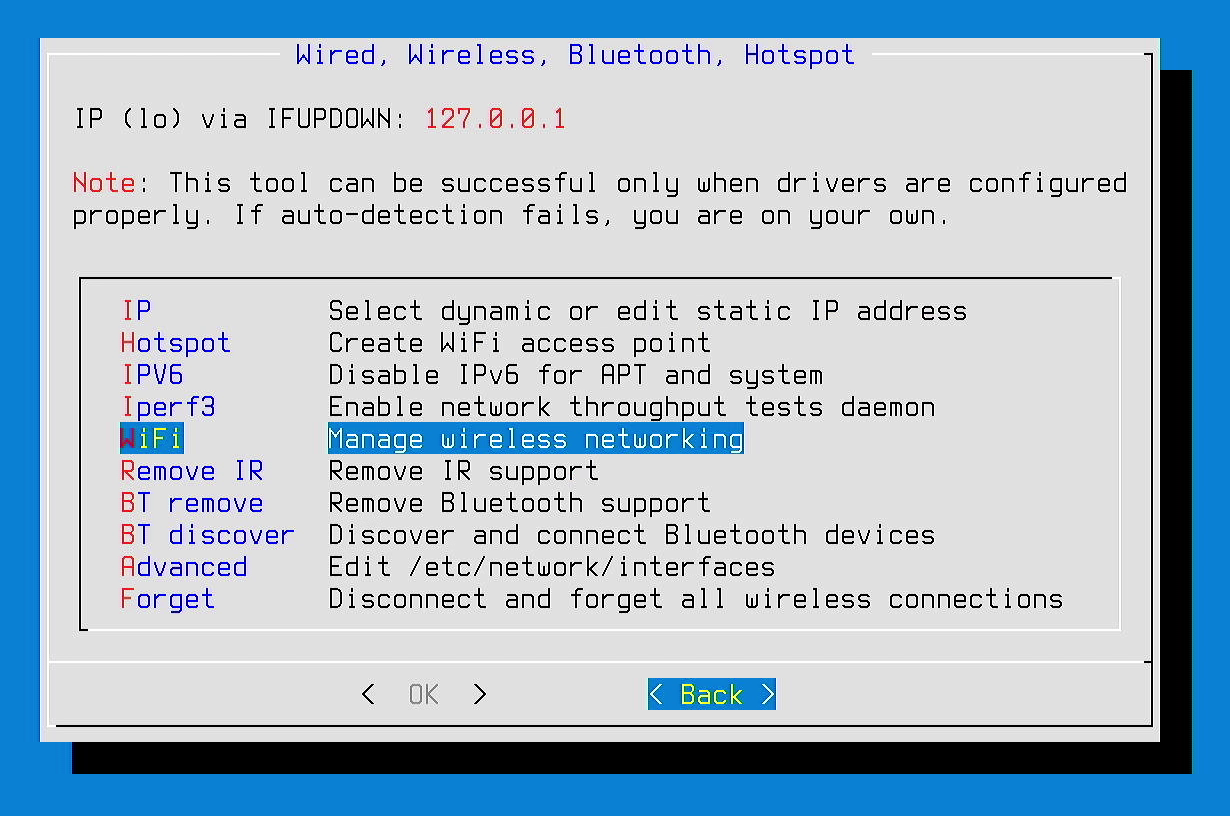 Wired, Wireless, Bluetooth, Hotspot
IP (lo) via IFUPDOWN: 127.0.0.1
Note: This tool can be successful only when drivers are configured
properly. If auto-detection fails, you are on your own.
IP Select dynamic or edit static IP address
Hotspot Create WiFi access point
IPV6 Disable IPv6 for APT and system
Iperf3 Enable network throughput tests daemon
WiFi Manage wireless networking
Remove IR Remove IR support
BT remove Remove Bluetooth support
BT discover Discover and connect Bluetooth devices
Advanced Edit /etc/network/interfaces
Forget Disconnect and forget all wireless connections
< OK > < Back >